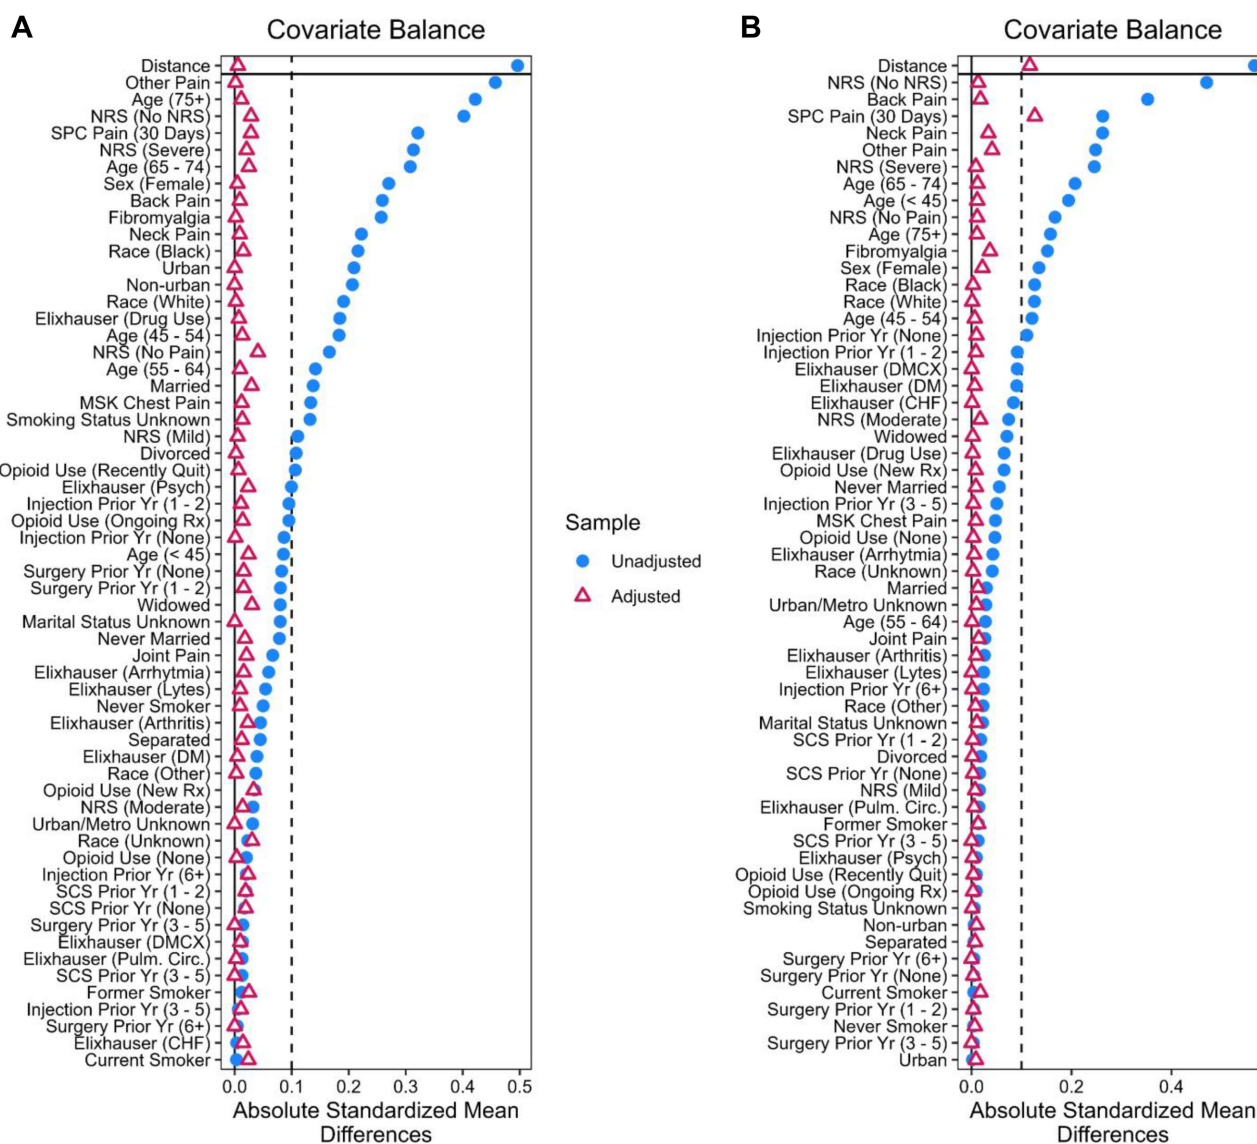 A
Covariate Balance
Distance
Other Pain
Age (75+)
NRS (No NRS)
SPC Pain (30 Days)
NRS (Severe)
Age (65 - 74)
Sex (Female)
Back Pain
Fibromyalgia
Neck Pain
Race (Black)
Urban
Non-urban
Race (White)
Elixhauser (Drug Use)
Age (45 - 54)
NRS (No Pain)
Age (55 - 64)
Married
MSK Chest Pain
Smoking Status Unknown
NRS (Mild)
Divorced
Opioid Use (Recently Quit)
Elixhauser (Psych)
Injection Prior Yr (1 - 2)
Opioid Use (Ongoing Rx)
Injection Prior Yr (None)
Age (< 45)
Surgery Prior Yr (None)
Surgery Prior Yr (1 - 2)
Widowed
Marital Status Unknown
Never Married
Joint Pain
Elixhauser (Arrhytmia)
Elixhauser (Lytes)
Never Smoker
Elixhauser (Arthritis)
Separated
Elixhauser (DM)
Race (Other)
Opioid Use (New Rx)
NRS (Moderate)
Urban/Metro Unknown
Race (Unknown)
Opioid Use (None)
Injection Prior Yr (6+)
SCS Prior Yr (1 - 2)
SCS Prior Yr (None)
Surgery Prior Yr (3 - 5)
Elixhauser (DMCX)
Elixhauser (Pulm. Circ.)
SCS Prior Yr (3 - 5)
Former Smoker
Injection Prior Yr (3 - 5)
Surgery Prior Yr (6+)
Elixhauser (CHF)
Current Smoker
0.0 0.1 0.2 0.3 0.4 0.5
Absolute Standardized Mean
Differences
Sample
Unadjusted
Adjusted
B
Covariate Balance
Distance
NRS (No NRS)
Back Pain
SPC Pain (30 Days)
Neck Pain
Other Pain
NRS (Severe)
Age (65 - 74)
Age (< 45)
NRS (No Pain)
Age (75+)
Fibromyalgia
Sex (Female)
Race (Black)
Race (White)
Age (45 - 54)
Injection Prior Yr (None)
Injection Prior Yr (1 - 2)
Elixhauser (DMCX)
Elixhauser (DM)
Elixhauser (CHF)
NRS (Moderate)
Widowed
Elixhauser (Drug Use)
Opioid Use (New Rx)
Never Married
Injection Prior Yr (3 - 5)
MSK Chest Pain
Opioid Use (None)
Elixhauser (Arrhytmia)
Race (Unknown)
Married
Urban/Metro Unknown
Age (55 - 64)
Joint Pain
Elixhauser (Arthritis)
Elixhauser (Lytes)
Injection Prior Yr (6+)
Race (Other)
Marital Status Unknown
SCS Prior Yr (1 - 2)
Divorced
SCS Prior Yr (None)
NRS (Mild)
Elixhauser (Pulm. Circ.)
Former Smoker
SCS Prior Yr (3 - 5)
Elixhauser (Psych)
Opioid Use (Recently Quit)
Opioid Use (Ongoing Rx)
Smoking Status Unknown
Non-urban
Separated
Surgery Prior Yr (6+)
Surgery Prior Yr (None)
Current Smoker
Surgery Prior Yr (1 - 2)
Never Smoker
Surgery Prior Yr (3 - 5)
Urban
0.0 0.2 0.4
Absolute Standardized Mean
Differences